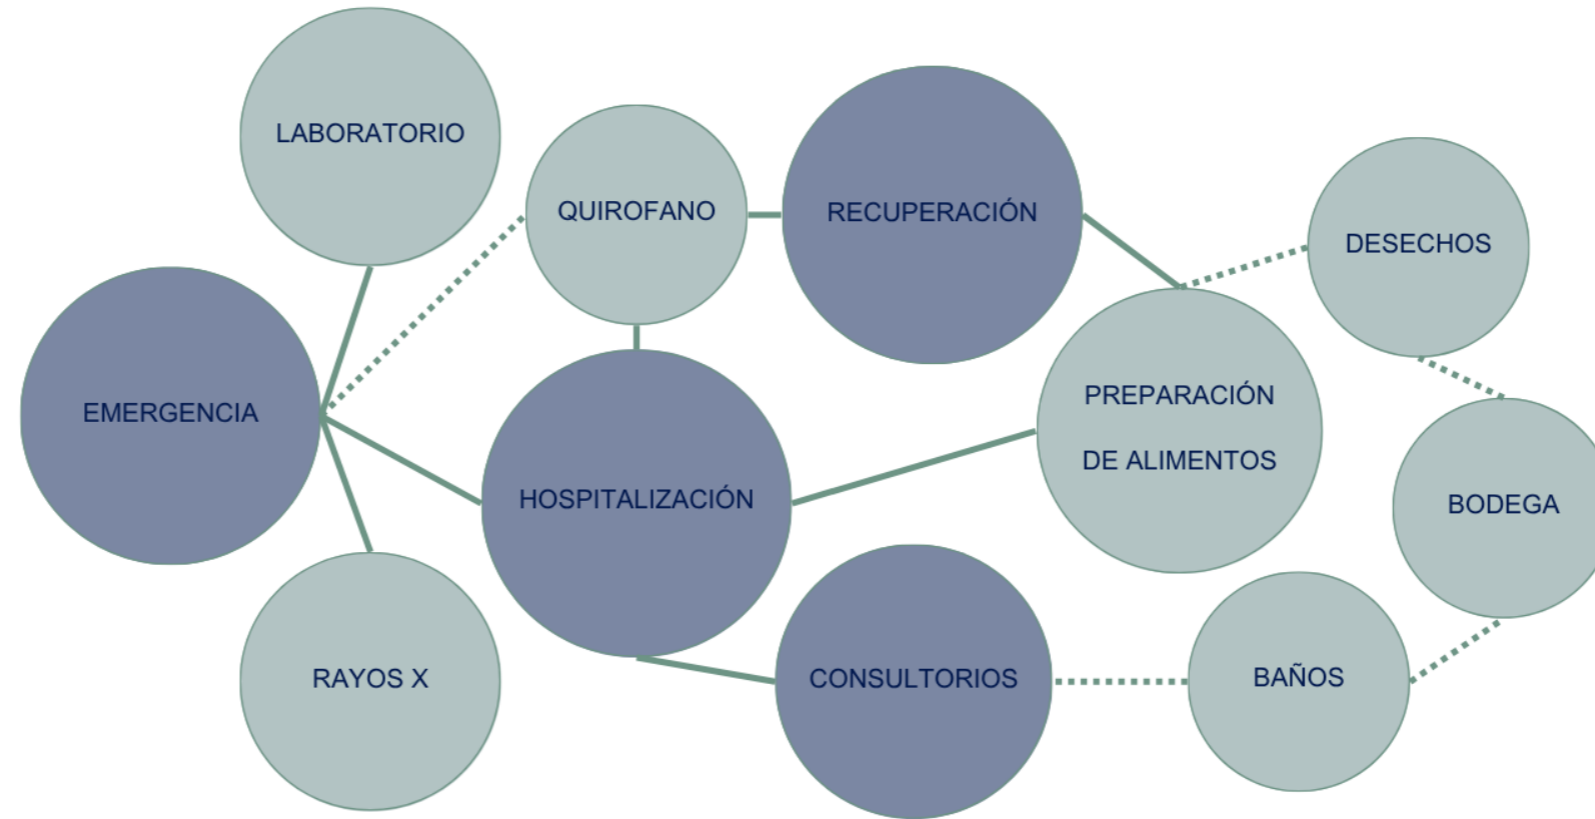 LABORATORIO
QUIROFANO
RECUPERACIÓN
DESECHOS
EMERGENCIA
PREPARACIÓN
DE ALIMENTOS
HOSPITALIZACIÓN
BODEGA
RAYOS X
CONSULTORIOS
BAÑOS